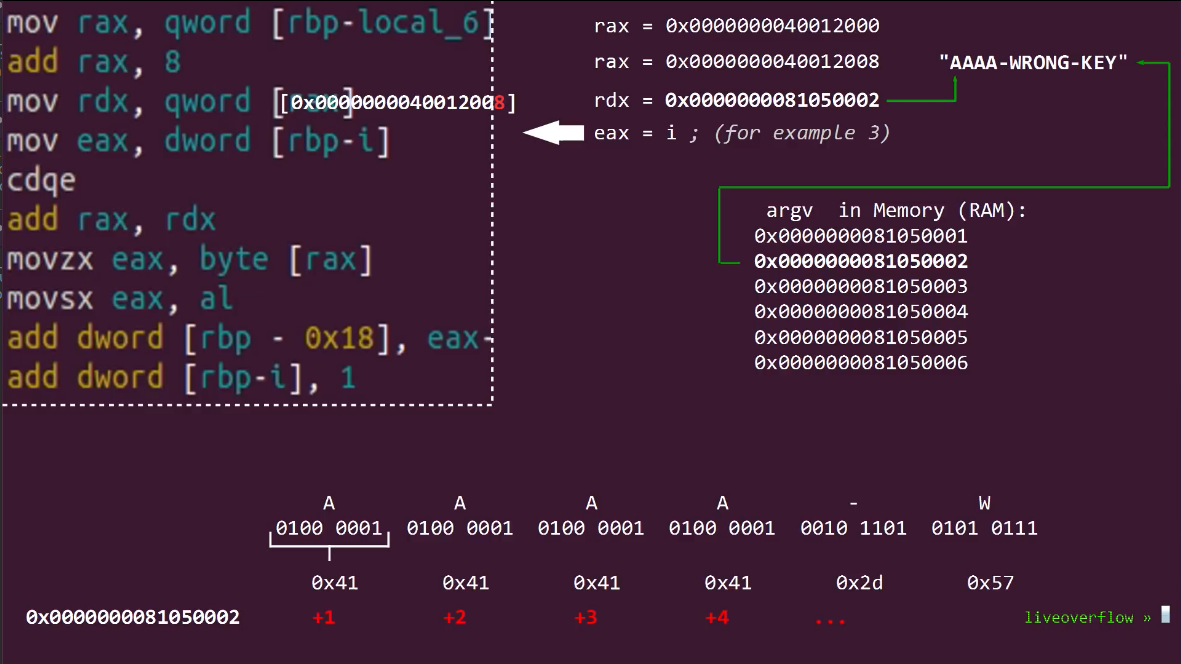 mov rax, qword [rbp-local_6]
add rax, 8
mov rdx, qword [rax]
[0x0000000040012008]
mov eax, dword [rbp-i]
cdqe
add rax, rdx
movzx eax, byte [rax]
movsx eax, al
add dword [rbp - 0x18], eax-
add dword [rbp-i], 1
rax = 0x0000000040012000
rax = 0x0000000040012008
rdx = 0x0000000081050002
"AAAA-WRONG-KEY"
eax = i ; (for example 3)
argv in Memory (RAM):
0x0000000081050001
0x0000000081050002
0x0000000081050003
0x0000000081050004
0x0000000081050005
0x0000000081050006
A A A A - W
0100 0001 0100 0001 0100 0001 0100 0001 0010 1101 0101 0111
0x41 0x41 0x41 0x41 0x2d 0x57
0x0000000081050002 +1 +2 +3 +4 ...
liveoverflow »